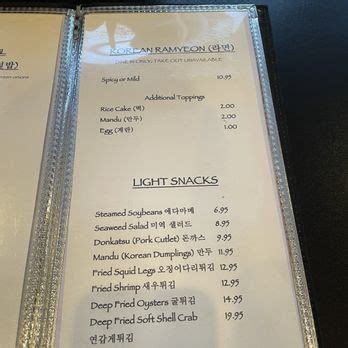 KOREAN RAMYEON (라면)
DINE IN ONLY, TAKE OUT UNAVAILABLE
Spicy or Mild 10.95
Additional Toppings
Rice Cake (떡) 2.00
Mandu (만두) 2.00
Egg (계란) 1.00
LIGHT SNACKS
Steamed Soybeans 에다마메 6.95
Seaweed Salad 미역 샐러드 8.95
Donkatsu (Pork Cutlet) 돈까스 9.95
Mandu (Korean Dumplings) 만두 11.95
Fried Squid Legs 오징어다리튀김 12.95
Fried Shrimp 새우튀김 12.95
Deep Fried Oysters 굴튀김 14.95
Deep Fried Soft Shell Crab 19.95
연갑게튀김